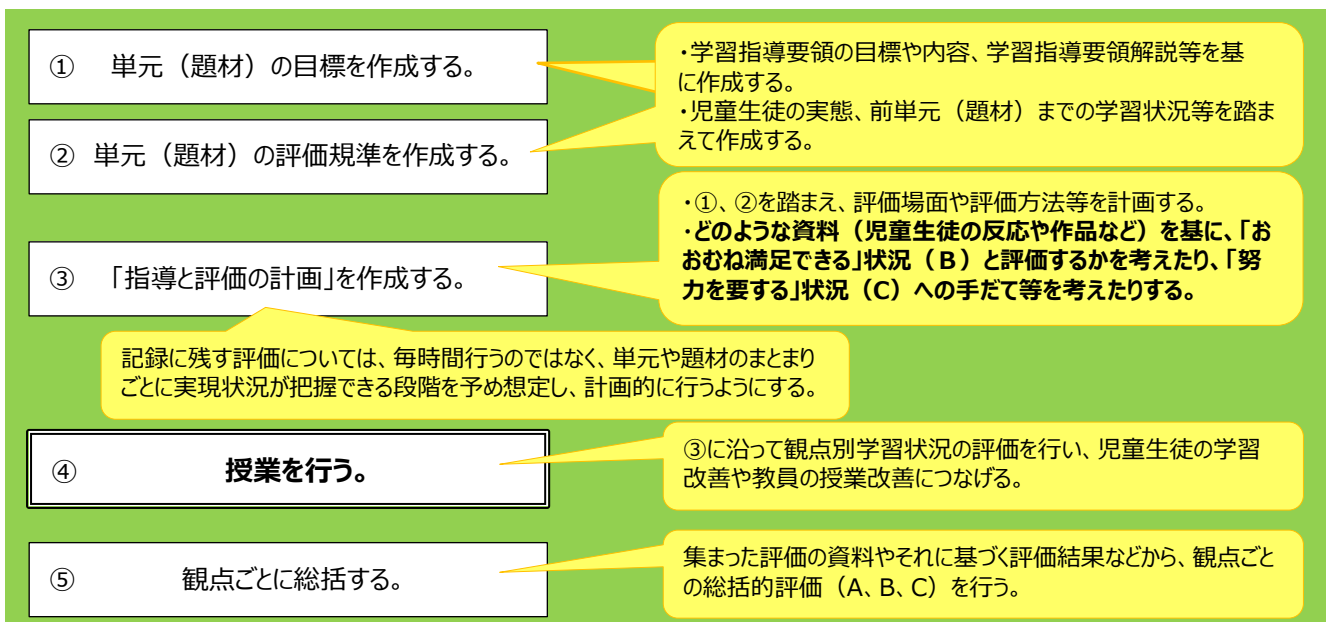 ① 単元（題材）の目標を作成する。
・学習指導要領の目標や内容、学習指導要領解説等を基
に作成する。
・児童生徒の実態、前単元（題材）までの学習状況等を踏ま
えて作成する。
② 単元（題材）の評価規準を作成する。
③ 「指導と評価の計画」を作成する。
・①、②を踏まえ、評価場面や評価方法等を計画する。
・どのような資料（児童生徒の反応や作品など）を基に、「お
おむね満足できる」状況（Ｂ）と評価するかを考えたり、「努
力を要する」状況（C）への手だて等を考えたりする。
記録に残す評価については、毎時間行うのではなく、単元や題材のまとまり
ごとに実現状況が把握できる段階を予め想定し、計画的に行うようにする。
④ 授業を行う。
③に沿って観点別学習状況の評価を行い、児童生徒の学習
改善や教員の授業改善につなげる。
⑤ 観点ごとに総括する。
集まった評価の資料やそれに基づく評価結果などから、観点ごと
の総括的評価（A、B、C）を行う。